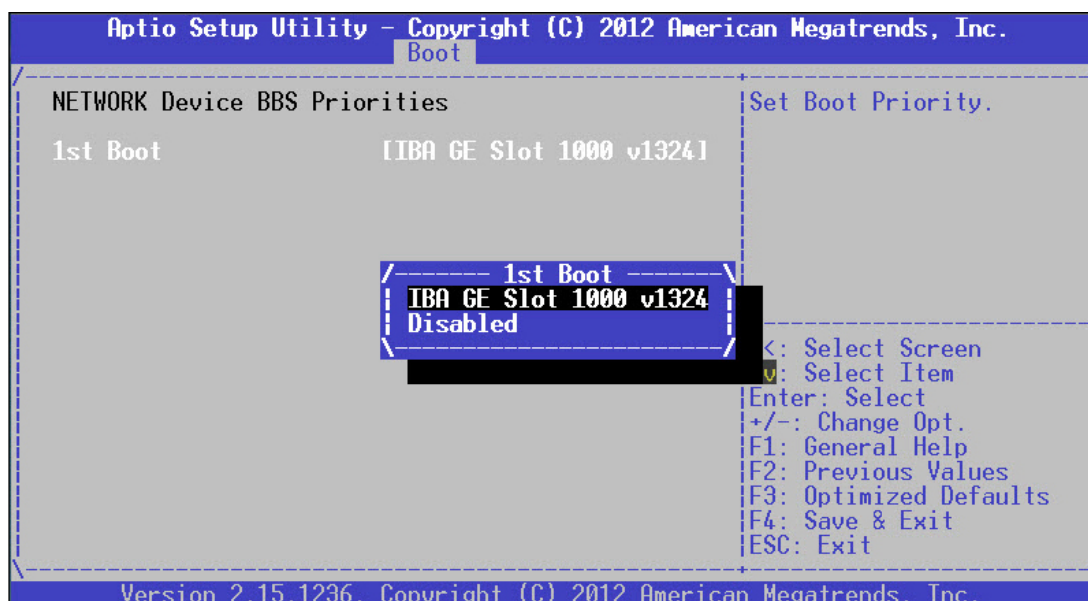 Aptio Setup Utility - Copyright (C) 2012 American Megatrends, Inc.
Boot
NETWORK Device BBS Priorities
Set Boot Priority.
1st Boot [IBA GE Slot 1000 v1324]
1st Boot
IBA GE Slot 1000 v1324
Disabled
<: Select Screen
v: Select Item
Enter: Select
+/-: Change Opt.
F1: General Help
F2: Previous Values
F3: Optimized Defaults
F4: Save & Exit
ESC: Exit
Version 2.15.1236. Copyright (C) 2012 American Megatrends, Inc.